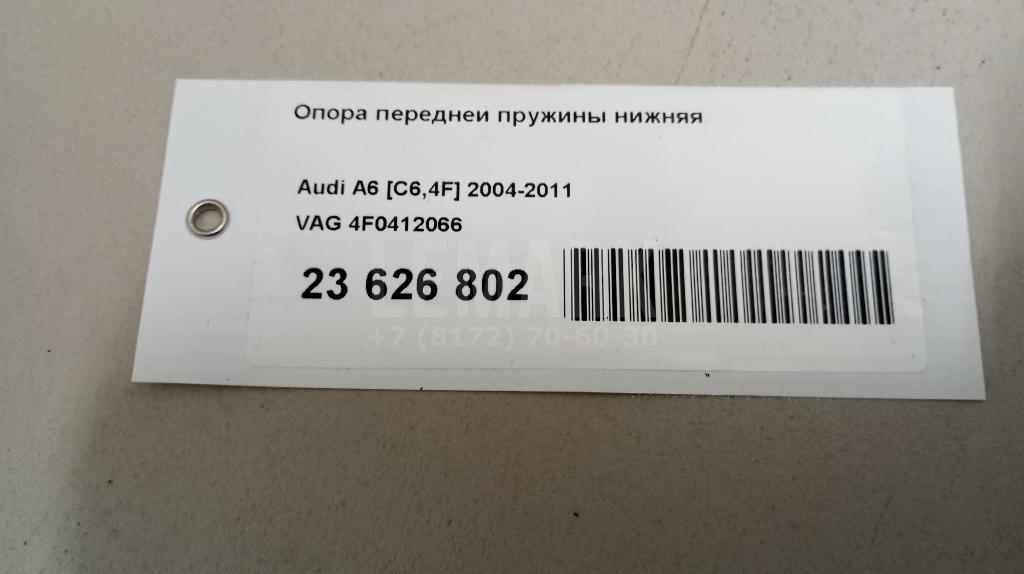 Опора переднеи пружины нижняя
Audi A6 [C6,4F] 2004-2011
VAG 4F0412066
23 626 802
+7 (8172) 70-60-30